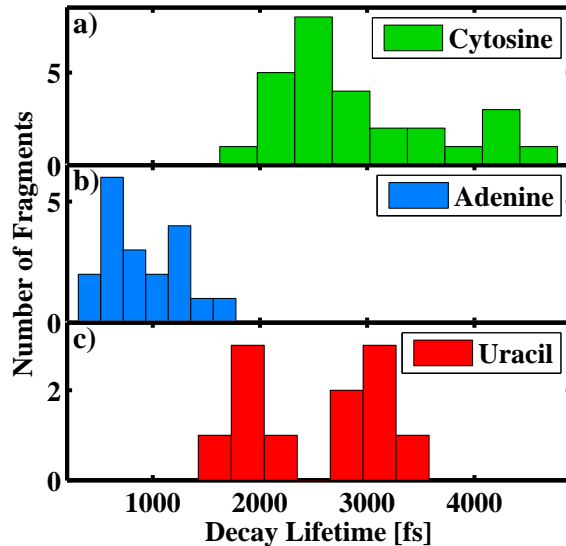 a)
Cytosine
5
0
b)
Adenine
5
0
c)
Uracil
2
0
Number of Fragments
1000 2000 3000 4000
Decay Lifetime [fs]